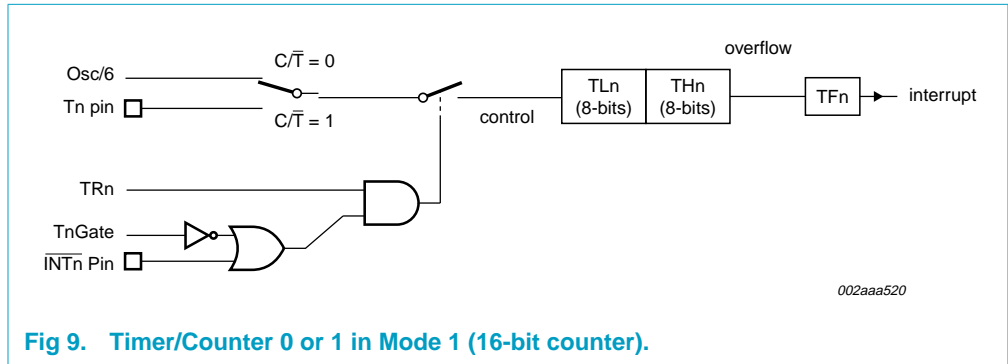 overflow
Osc/6
C/T̅ = 0
Tn pin
C/T̅ = 1
control
TLn
(8-bits)
THn
(8-bits)
TFn
interrupt
TRn
TnGate
I̅N̅T̅n̅ Pin
002aaa520
Fig 9. Timer/Counter 0 or 1 in Mode 1 (16-bit counter).